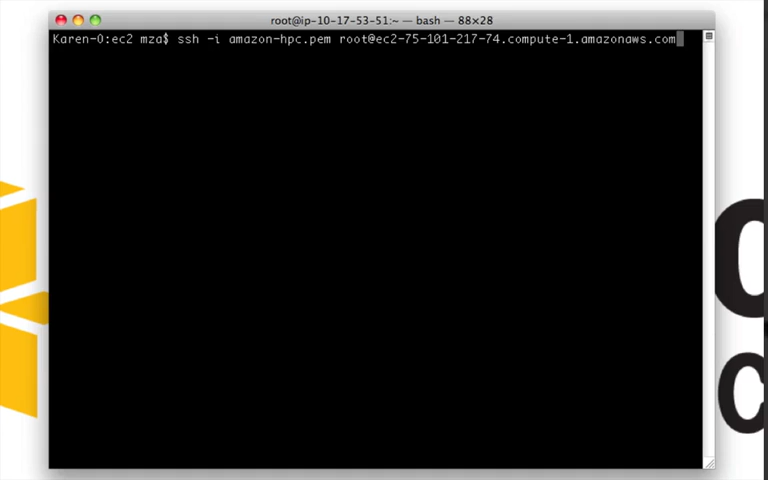 root@ip-10-17-53-51:~ — bash — 88×28
Karen-0:ec2 mza$ ssh -i amazon-hpc.pem root@ec2-75-101-217-74.compute-1.amazonaws.com